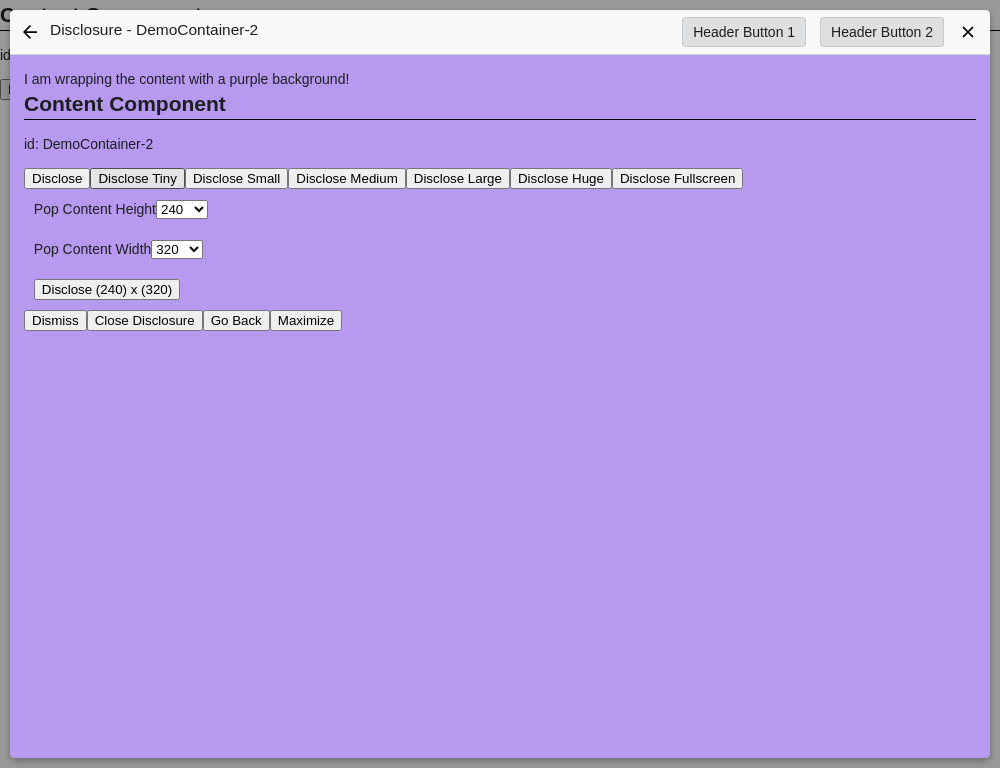 Disclosure - DemoContainer-2
Header Button 1
Header Button 2
I am wrapping the content with a purple background!
Content Component
id: DemoContainer-2
Disclose Disclose Tiny Disclose Small Disclose Medium Disclose Large Disclose Huge Disclose Fullscreen
Pop Content Height 240
Pop Content Width 320
Disclose (240) x (320)
Dismiss Close Disclosure Go Back Maximize
id